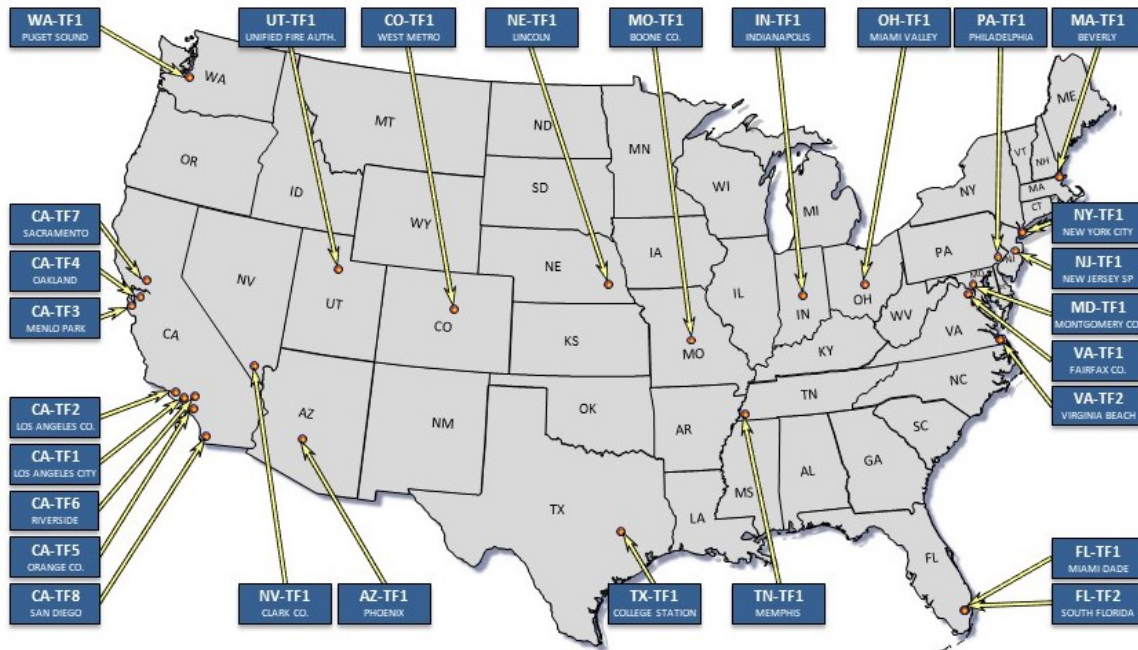 WA-TF1
PUGET SOUND
UT-TF1
UNIFIED FIRE AUTH.
CO-TF1
WEST METRO
NE-TF1
LINCOLN
MO-TF1
BOONE CO.
IN-TF1
INDIANAPOLIS
OH-TF1
MIAMI VALLEY
PA-TF1
PHILADELPHIA
MA-TF1
BEVERLY
CA-TF7
SACRAMENTO
CA-TF4
OAKLAND
CA-TF3
MENLO PARK
CA-TF2
LOS ANGELES CO.
CA-TF1
LOS ANGELES CITY
CA-TF6
RIVERSIDE
CA-TF5
ORANGE CO.
CA-TF8
SAN DIEGO
NV-TF1
CLARK CO.
AZ-TF1
PHOENIX
TX-TF1
COLLEGE STATION
TN-TF1
MEMPHIS
NY-TF1
NEW YORK CITY
NJ-TF1
NEW JERSEY SP
MD-TF1
MONTGOMERY CO.
VA-TF1
FAIRFAX CO.
VA-TF2
VIRGINIA BEACH
FL-TF1
MIAMI DADE
FL-TF2
SOUTH FLORIDA
WA
MT
ND
MN
ME
OR
ID
SD
WI
MI
VT
NH
NY
MA
CT
WY
IA
PA
NJ
NV
UT
NE
IL
IN
OH
MD
CA
CO
KS
MO
KY
WV
VA
AZ
NM
OK
AR
TN
NC
SC
TX
LA
MS
AL
GA
FL